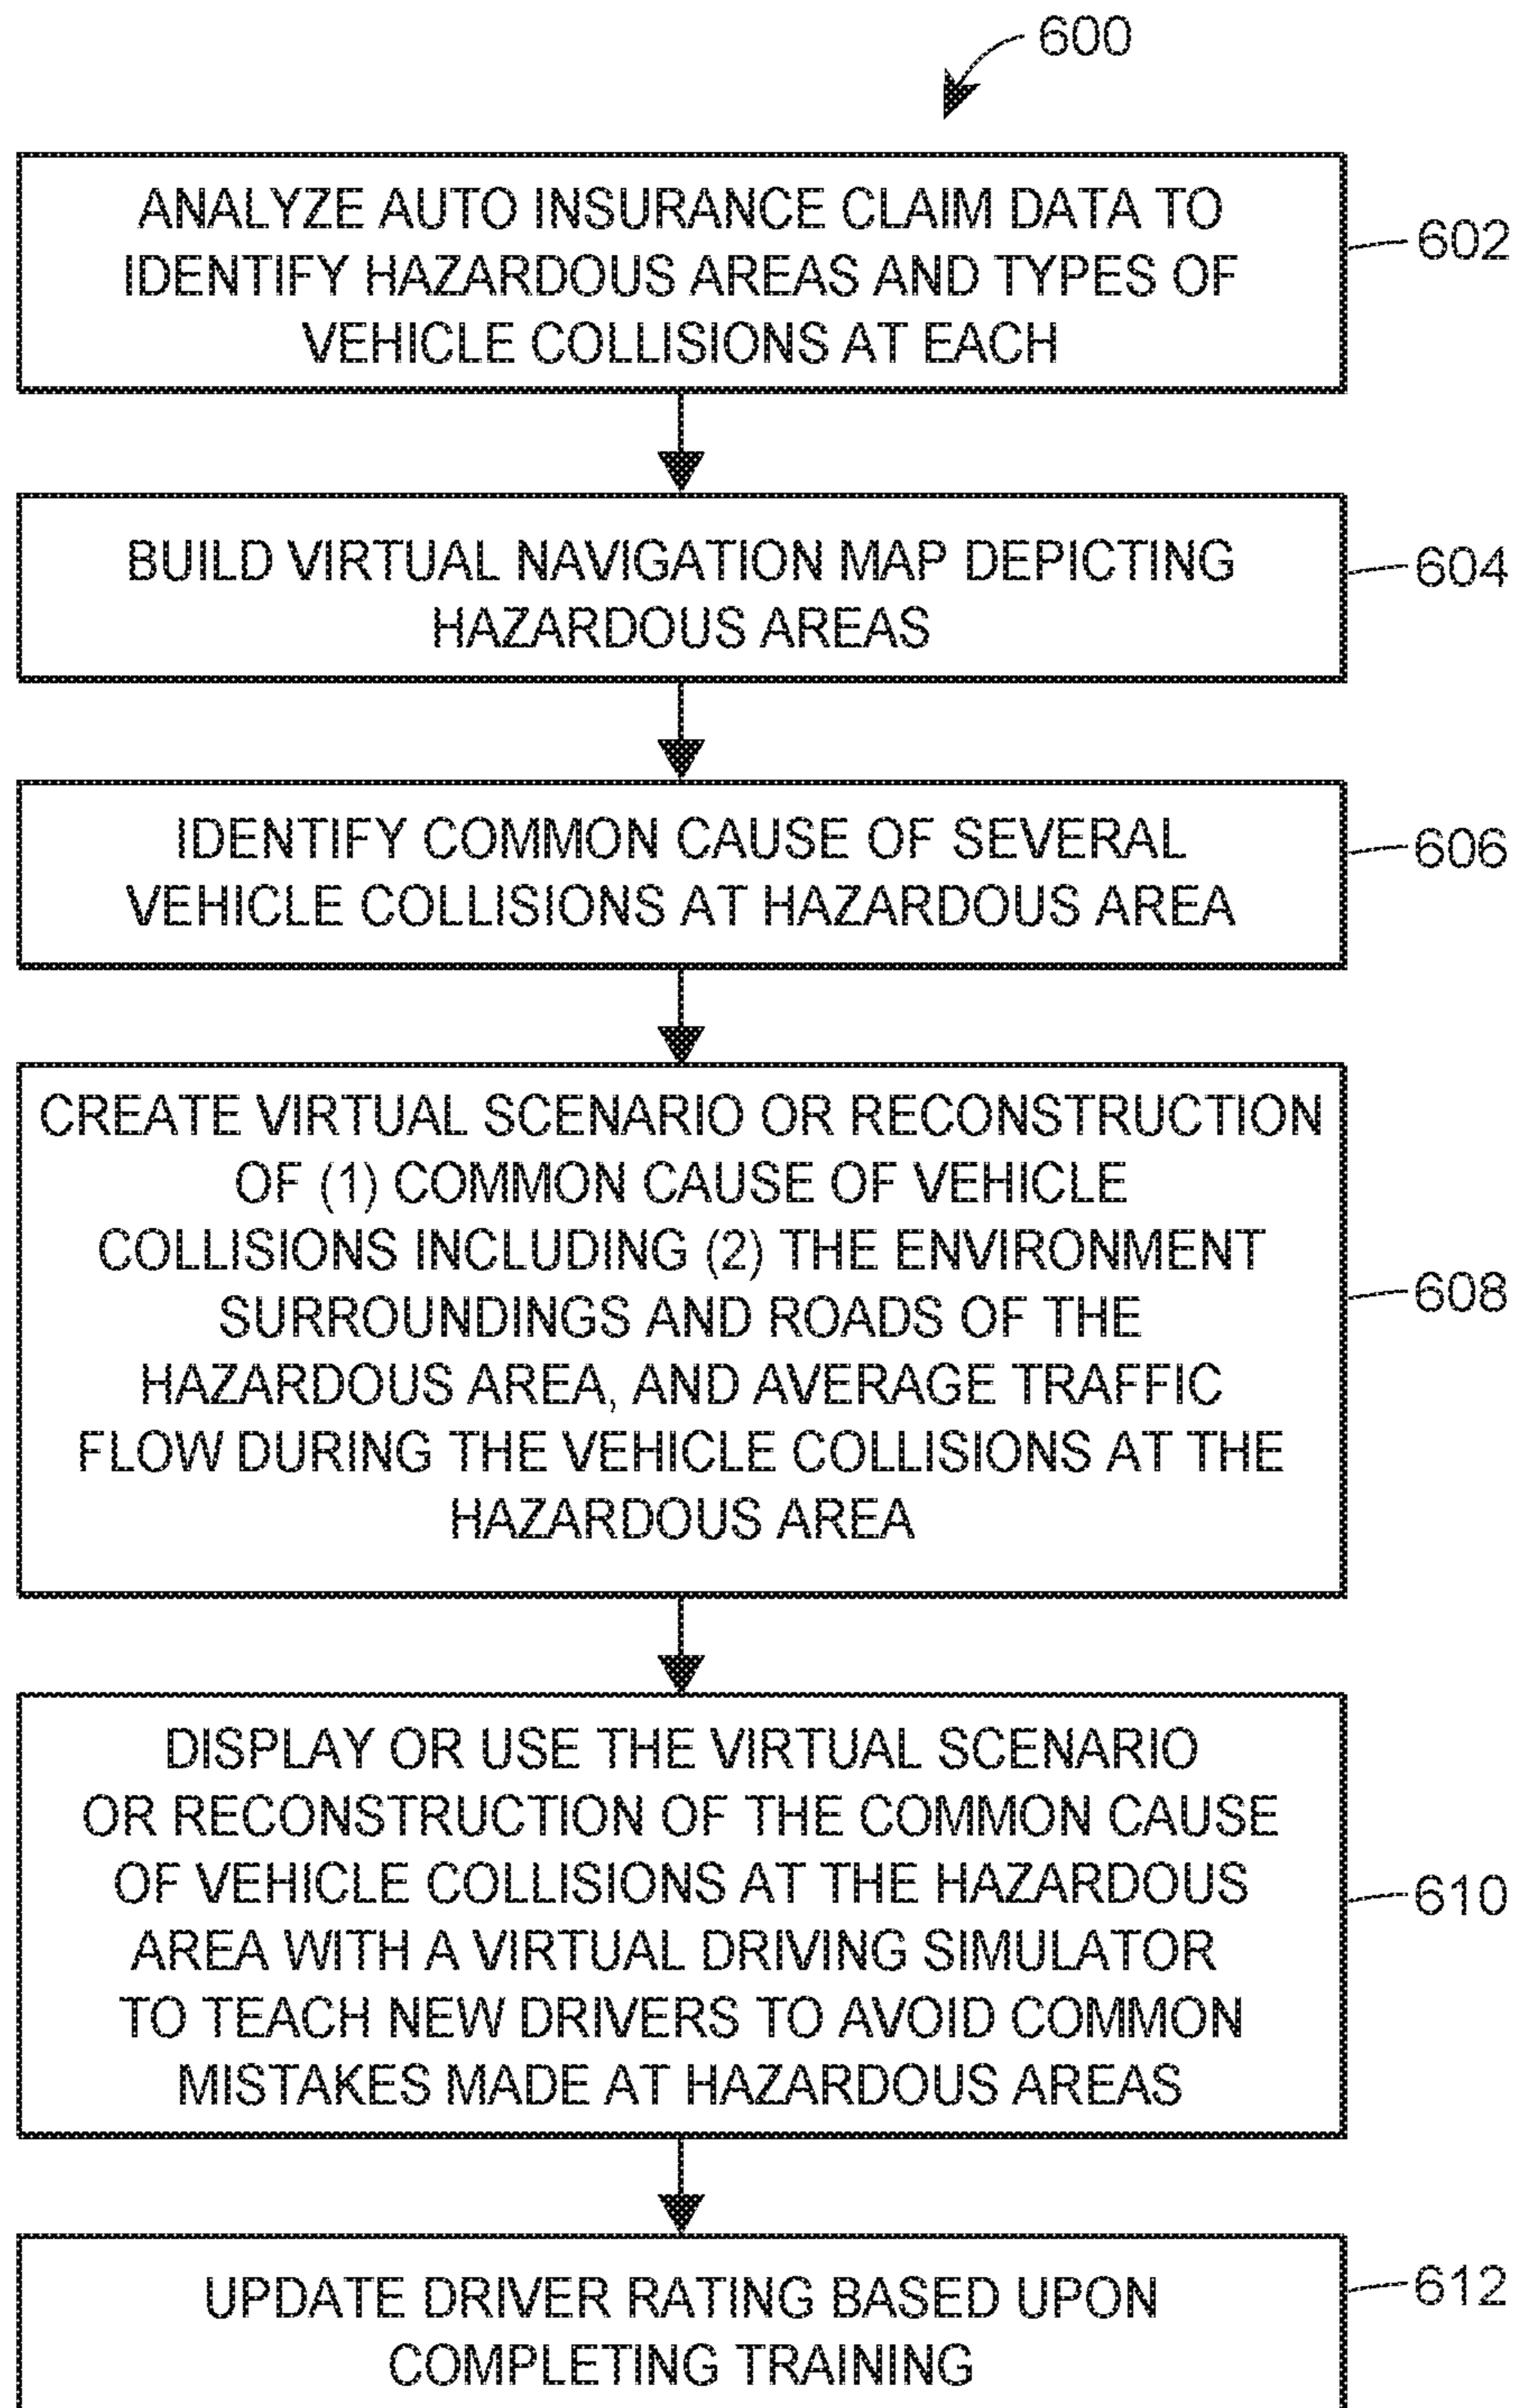 600
ANALYZE AUTO INSURANCE CLAIM DATA TO
IDENTIFY HAZARDOUS AREAS AND TYPES OF
VEHICLE COLLISIONS AT EACH
602
BUILD VIRTUAL NAVIGATION MAP DEPICTING
HAZARDOUS AREAS
604
IDENTIFY COMMON CAUSE OF SEVERAL
VEHICLE COLLISIONS AT HAZARDOUS AREA
606
CREATE VIRTUAL SCENARIO OR RECONSTRUCTION
OF (1) COMMON CAUSE OF VEHICLE
COLLISIONS INCLUDING (2) THE ENVIRONMENT
SURROUNDINGS AND ROADS OF THE
HAZARDOUS AREA, AND AVERAGE TRAFFIC
FLOW DURING THE VEHICLE COLLISIONS AT THE
HAZARDOUS AREA
608
DISPLAY OR USE THE VIRTUAL SCENARIO
OR RECONSTRUCTION OF THE COMMON CAUSE
OF VEHICLE COLLISIONS AT THE HAZARDOUS
AREA WITH A VIRTUAL DRIVING SIMULATOR
TO TEACH NEW DRIVERS TO AVOID COMMON
MISTAKES MADE AT HAZARDOUS AREAS
610
UPDATE DRIVER RATING BASED UPON
COMPLETING TRAINING
612